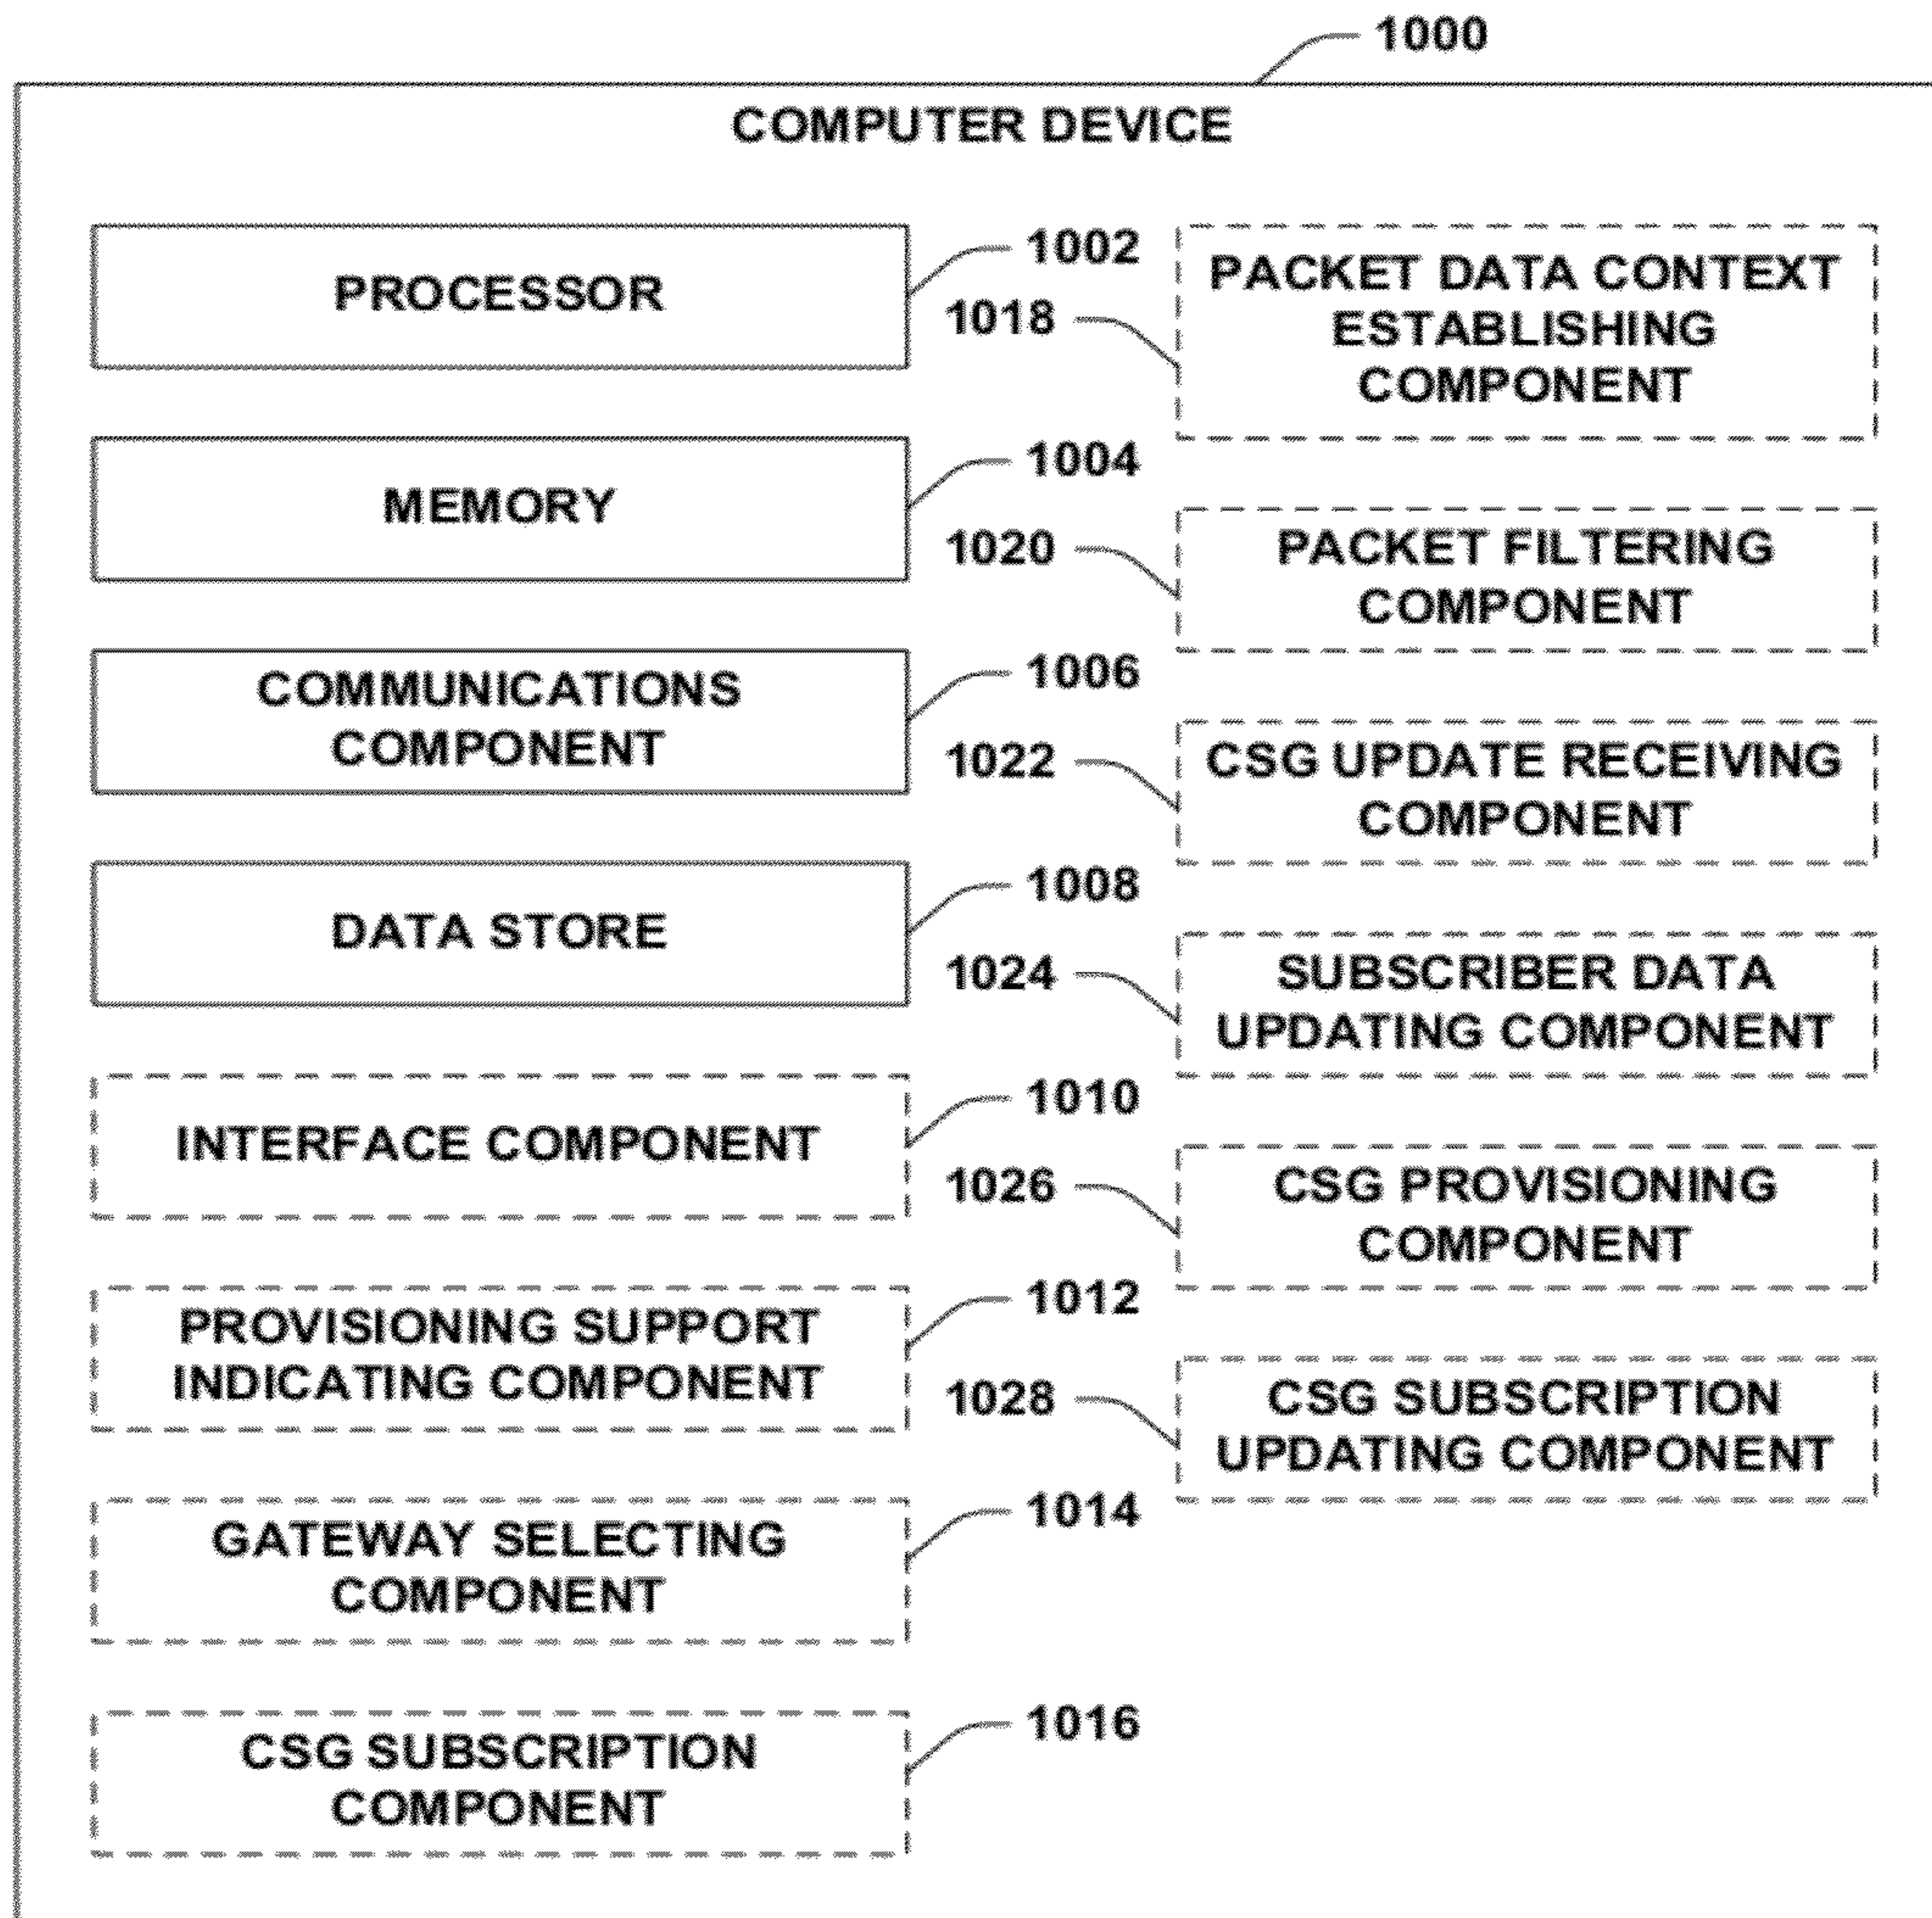 1000
COMPUTER DEVICE
PROCESSOR
1002
MEMORY
1004
COMMUNICATIONS
COMPONENT
1006
DATA STORE
1008
INTERFACE COMPONENT
1010
PROVISIONING SUPPORT
INDICATING COMPONENT
1012
GATEWAY SELECTING
COMPONENT
1014
CSG SUBSCRIPTION
COMPONENT
1016
1018
PACKET DATA CONTEXT
ESTABLISHING
COMPONENT
1020
PACKET FILTERING
COMPONENT
1022
CSG UPDATE RECEIVING
COMPONENT
1024
SUBSCRIBER DATA
UPDATING COMPONENT
1026
CSG PROVISIONING
COMPONENT
1028
CSG SUBSCRIPTION
UPDATING COMPONENT